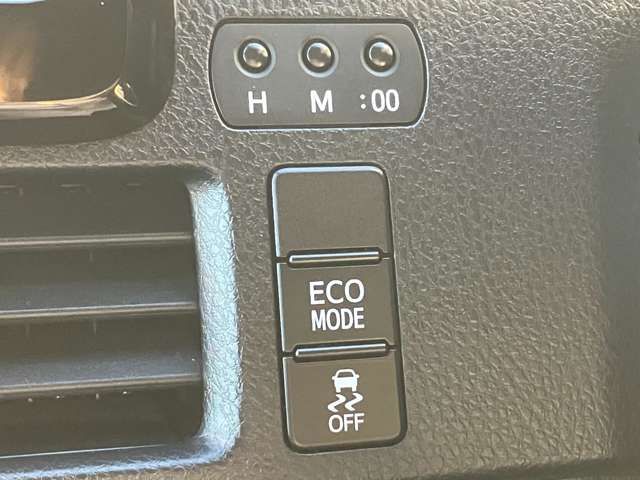 H M :00
ECO
MODE
OFF